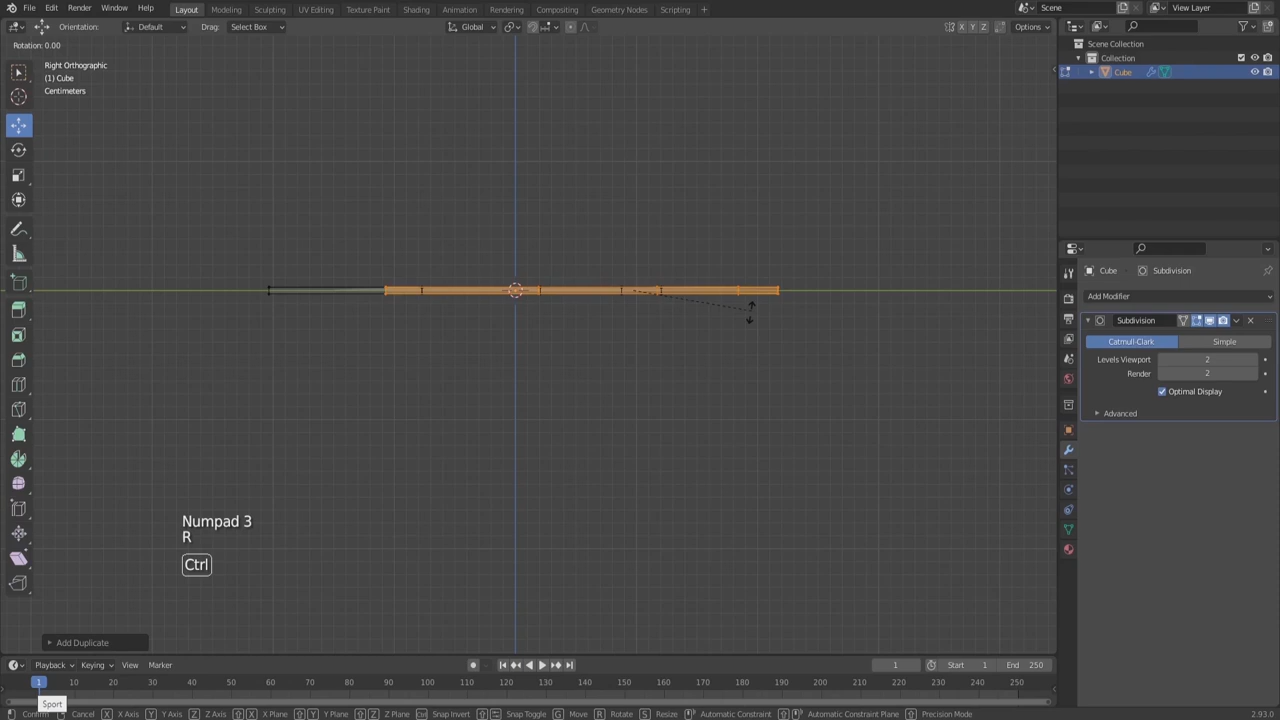 File Edit Render Window Help Layout Modeling Sculpting UV Editing Texture Paint Shading Animation Rendering Compositing Geometry Nodes Scripting + Scene View Layer
Orientation: Default Drag: Select Box Global X Y Z Options
Rotation: 0.00
Right Orthographic
(1) Cube
Centimeters
Scene Collection
Collection
Cube
Cube Subdivision
Add Modifier
Subdivision
Catmull-Clark Simple
Levels Viewport 2
Render 2
Optimal Display
Advanced
Numpad 3
R
Ctrl
Add Duplicate
Playback Keying View Marker 1 Start 1 End 250
1 10 20 30 40 50 60 70 80 90 100 110 120 130 140 150 160 170 180 190 200 210 220 230 240 250
Sport
Confirm Cancel X X Axis Y Y Axis Z Z Axis X X Plane Y Y Plane Z Z Plane Ctrl Snap Invert Snap Toggle G Move R Rotate S Resize Automatic Constraint Automatic Constraint Plane Precision Mode 2.93.0